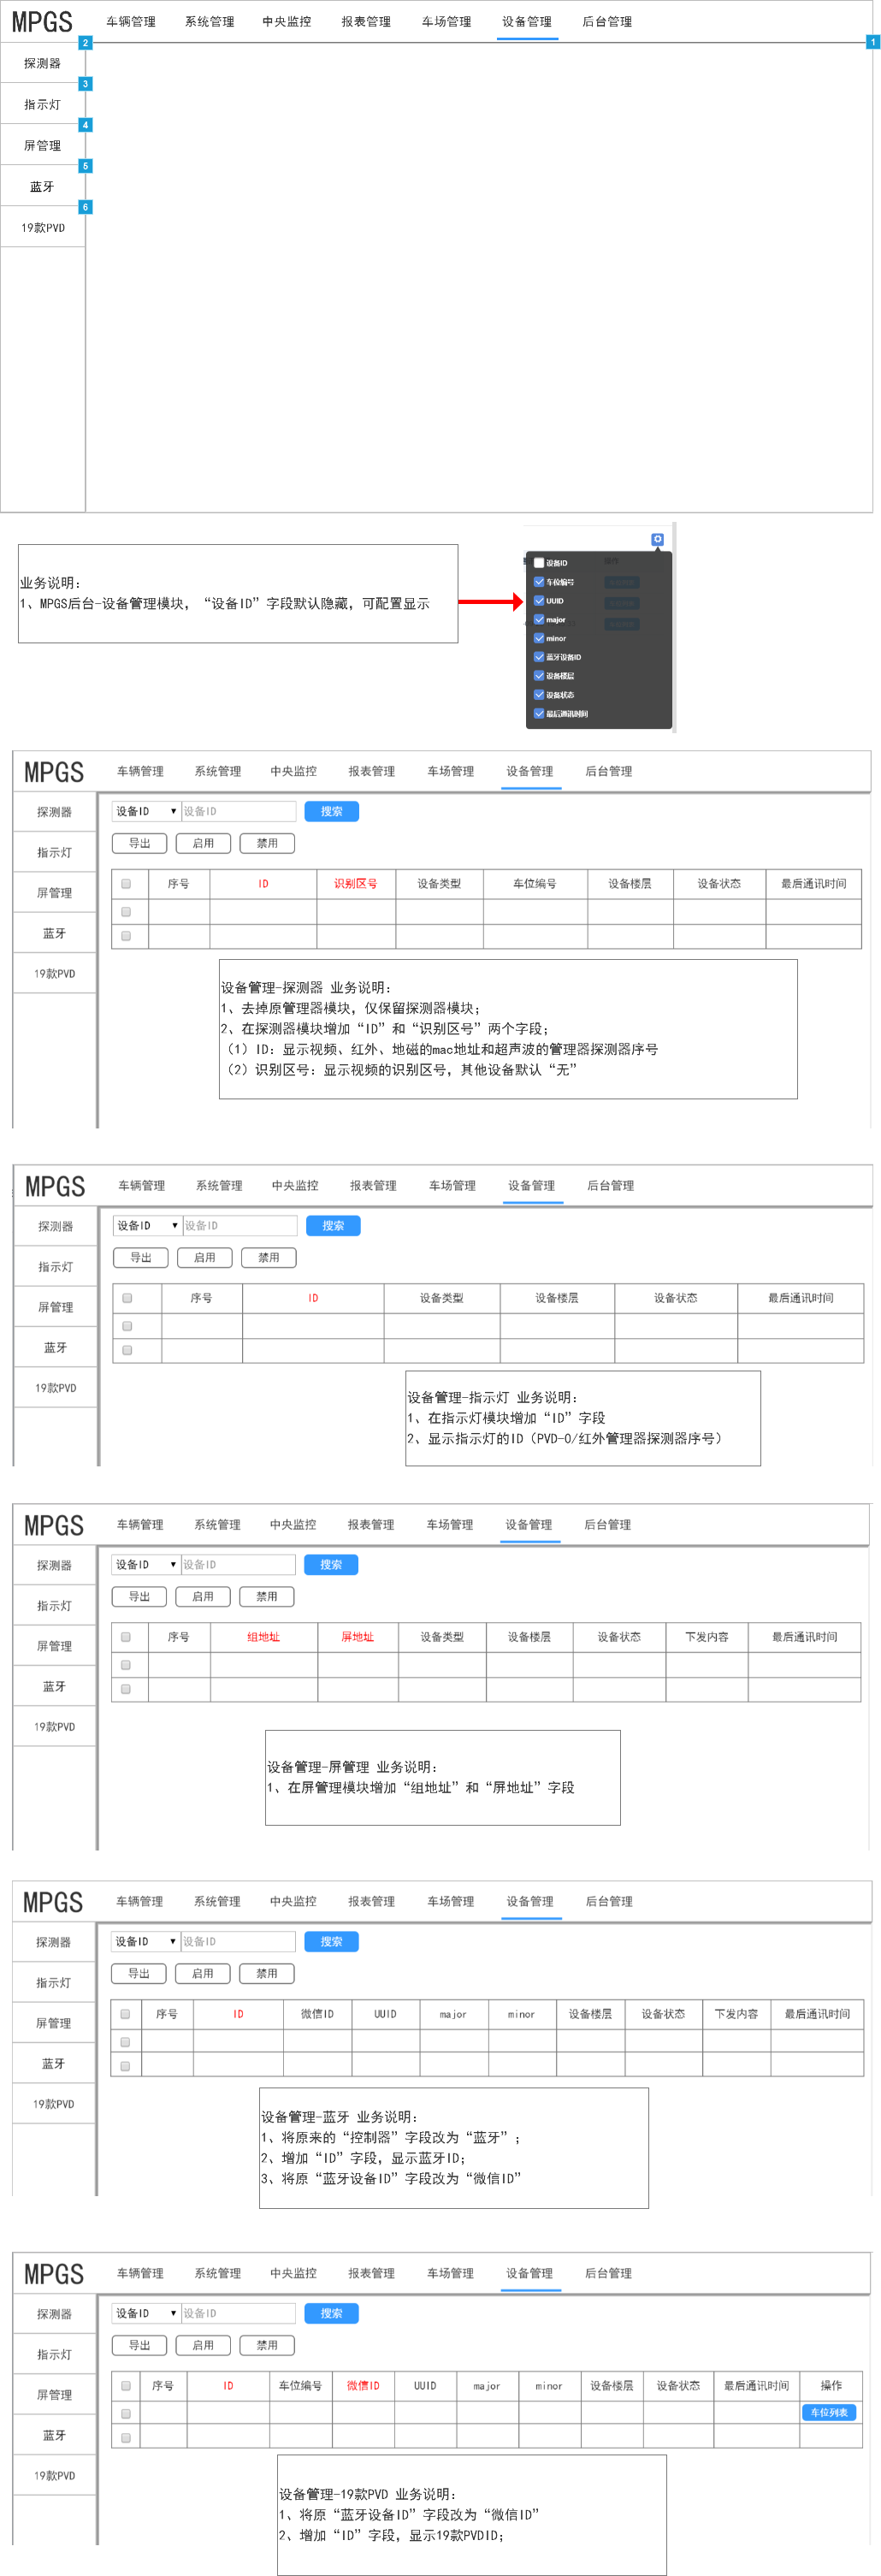 MPGS 车辆管理 系统管理 中央监控 报表管理 车场管理 设备管理 后台管理
1
2
探测器
3
指示灯
4
屏管理
5
蓝牙
6
19款PVD
业务说明：
1、MPGS后台-设备管理模块，“设备ID”字段默认隐藏，可配置显示
操作
设备ID
车位编号
UUID
major
minor
蓝牙设备ID
设备楼层
设备状态
最后通讯时间
MPGS 车辆管理 系统管理 中央监控 报表管理 车场管理 设备管理 后台管理
探测器
指示灯
屏管理
蓝牙
19款PVD
设备ID 设备ID 搜索
导出 启用 禁用
序号 ID 识别区号 设备类型 车位编号 设备楼层 设备状态 最后通讯时间
设备管理-探测器 业务说明：
1、去掉原管理器模块，仅保留探测器模块；
2、在探测器模块增加“ID”和“识别区号”两个字段；
（1）ID：显示视频、红外、地磁的mac地址和超声波的管理器探测器序号
（2）识别区号：显示视频的识别区号，其他设备默认“无”
MPGS 车辆管理 系统管理 中央监控 报表管理 车场管理 设备管理 后台管理
探测器
指示灯
屏管理
蓝牙
19款PVD
设备ID 设备ID 搜索
导出 启用 禁用
序号 ID 设备类型 设备楼层 设备状态 最后通讯时间
设备管理-指示灯 业务说明：
1、在指示灯模块增加“ID”字段
2、显示指示灯的ID（PVD-O/红外管理器探测器序号）
MPGS 车辆管理 系统管理 中央监控 报表管理 车场管理 设备管理 后台管理
探测器
指示灯
屏管理
蓝牙
19款PVD
设备ID 设备ID 搜索
导出 启用 禁用
序号 组地址 屏地址 设备类型 设备楼层 设备状态 下发内容 最后通讯时间
设备管理-屏管理 业务说明：
1、在屏管理模块增加“组地址”和“屏地址”字段
MPGS 车辆管理 系统管理 中央监控 报表管理 车场管理 设备管理 后台管理
探测器
指示灯
屏管理
蓝牙
19款PVD
设备ID 设备ID 搜索
导出 启用 禁用
序号 ID 微信ID UUID major minor 设备楼层 设备状态 下发内容 最后通讯时间
设备管理-蓝牙 业务说明：
1、将原来的“控制器”字段改为“蓝牙”；
2、增加“ID”字段，显示蓝牙ID；
3、将原“蓝牙设备ID”字段改为“微信ID”
MPGS 车辆管理 系统管理 中央监控 报表管理 车场管理 设备管理 后台管理
探测器
指示灯
屏管理
蓝牙
19款PVD
设备ID 设备ID 搜索
导出 启用 禁用
序号 ID 车位编号 微信ID UUID major minor 设备楼层 设备状态 最后通讯时间 操作
车位列表
设备管理-19款PVD 业务说明：
1、将原“蓝牙设备ID”字段改为“微信ID”
2、增加“ID”字段，显示19款PVDID；